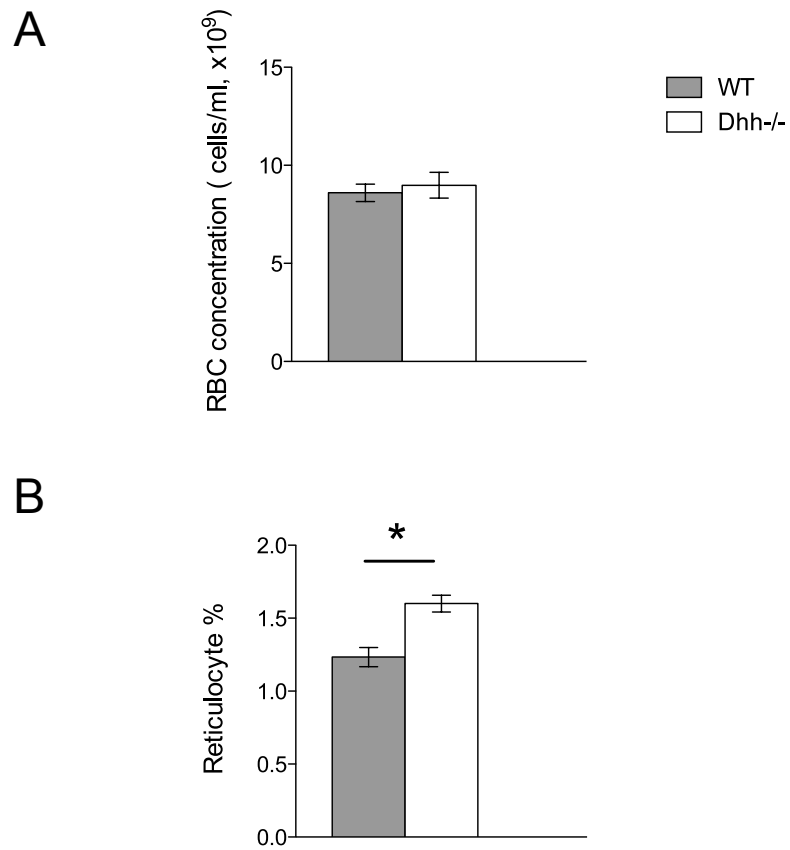 A
RBC concentration ( cells/ml, x10⁹)
15
10
5
0
WT
Dhh-/-
B
*
Reticulocyte %
2.0
1.5
1.0
0.5
0.0